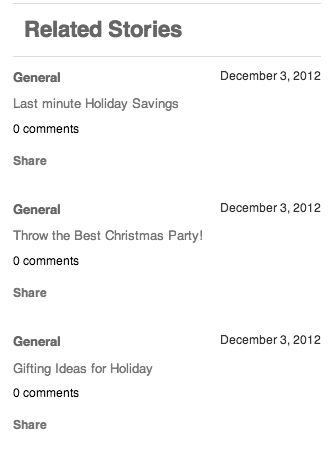 Related Stories
General December 3, 2012
Last minute Holiday Savings
0 comments
Share
General December 3, 2012
Throw the Best Christmas Party!
0 comments
Share
General December 3, 2012
Gifting Ideas for Holiday
0 comments
Share